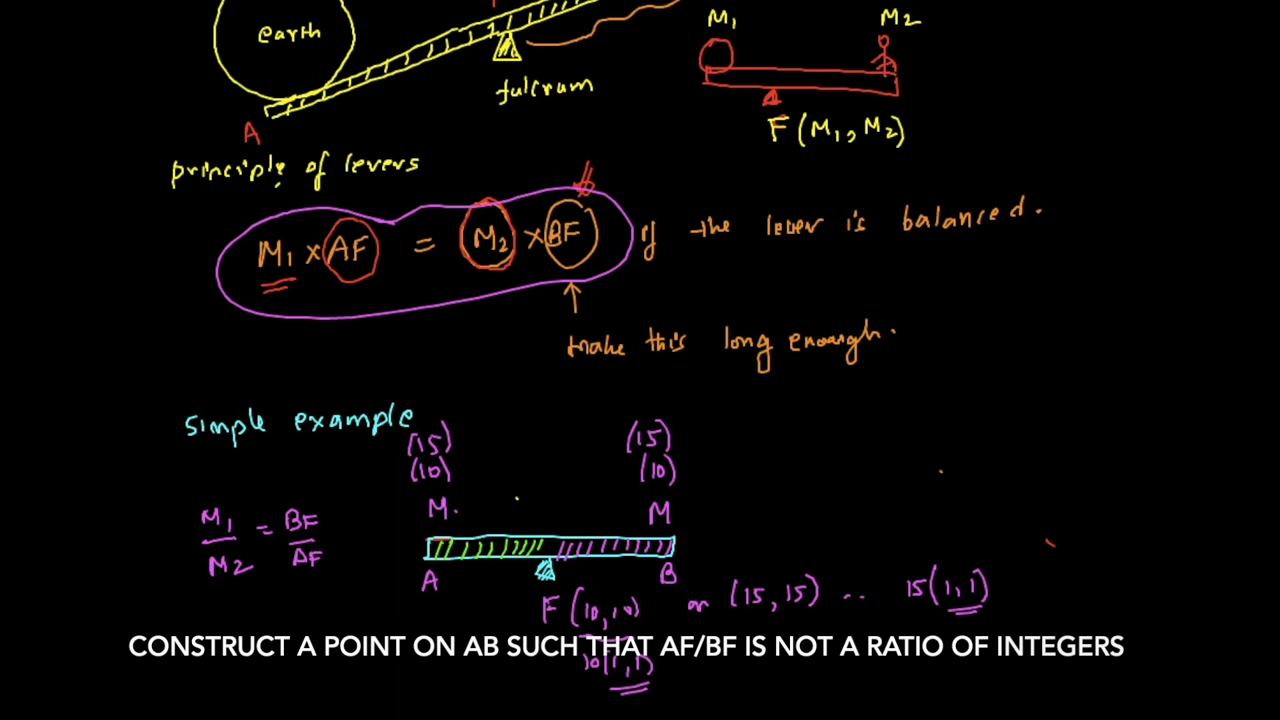 earth
M₁ M₂
fulcrum
A
F (M₁, M₂)
principle of levers
M₁ × AF = M₂ × BF if the lever is balanced.
make this long enough.
simple example
(15) (15)
(10) (10)
M. M
M₁/M₂ = BF/AF
A B
F (10, 10) or (15, 15) .. 15(1, 1)
CONSTRUCT A POINT ON AB SUCH THAT AF/BF IS NOT A RATIO OF INTEGERS
10(1, 1)